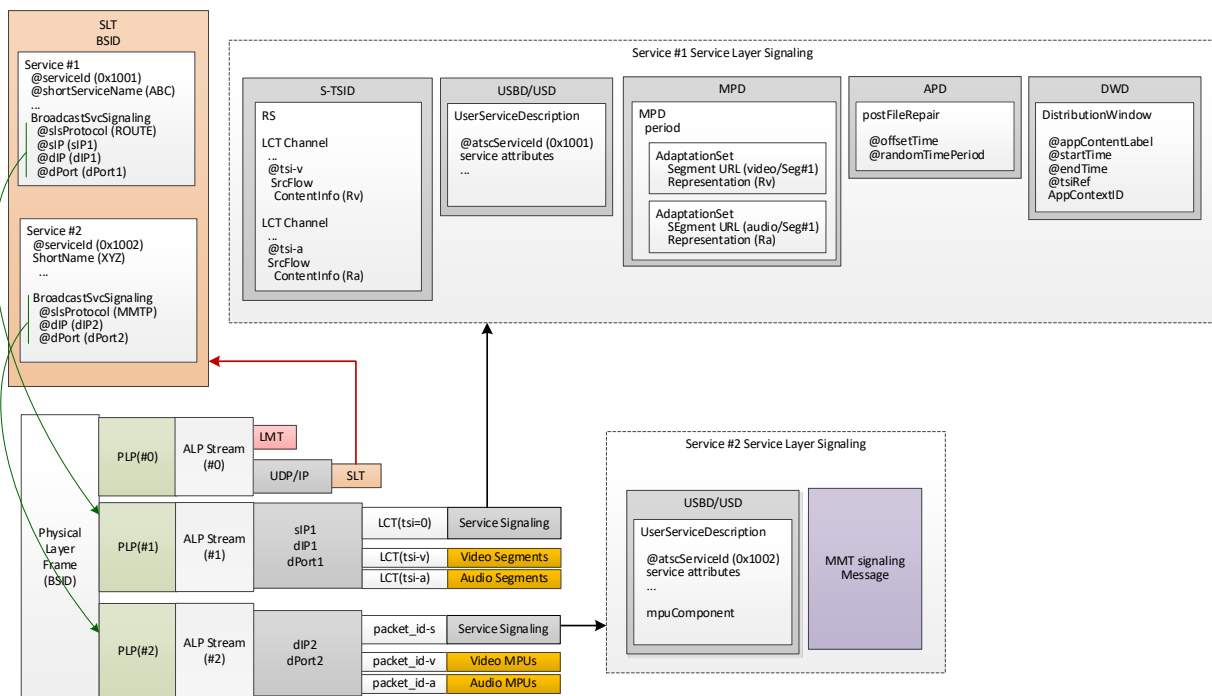 SLT
BSID
Service #1
@serviceId (0x1001)
@shortServiceName (ABC)
...
BroadcastSvcSignaling
@slsProtocol (ROUTE)
@sIP (sIP1)
@dIP (dIP1)
@dPort (dPort1)
Service #2
@serviceId (0x1002)
ShortName (XYZ)
...
BroadcastSvcSignaling
@slsProtocol (MMTP)
@dIP (dIP2)
@dPort (dPort2)
Service #1 Service Layer Signaling
S-TSID
RS
LCT Channel
...
@tsi-v
SrcFlow
ContentInfo (Rv)
LCT Channel
...
@tsi-a
SrcFlow
ContentInfo (Ra)
USBD/USD
UserServiceDescription
@atscServiceId (0x1001)
service attributes
...
MPD
MPD
period
AdaptationSet
Segment URL (video/Seg#1)
Representation (Rv)
AdaptationSet
SEgment URL (audio/Seg#1)
Representation (Ra)
APD
postFileRepair
@offsetTime
@randomTimePeriod
DWD
DistributionWindow
@appContentLabel
@startTime
@endTime
@tsiRef
AppContextID
Physical
Layer
Frame
(BSID)
PLP(#0)
ALP Stream
(#0)
LMT
UDP/IP
SLT
PLP(#1)
ALP Stream
(#1)
sIP1
dIP1
dPort1
LCT(tsi=0)
Service Signaling
LCT(tsi-v)
Video Segments
LCT(tsi-a)
Audio Segments
PLP(#2)
ALP Stream
(#2)
dIP2
dPort2
packet_id-s
Service Signaling
packet_id-v
Video MPUs
packet_id-a
Audio MPUs
Service #2 Service Layer Signaling
USBD/USD
UserServiceDescription
@atscServiceId (0x1002)
service attributes
...
mpuComponent
MMT signaling
Message